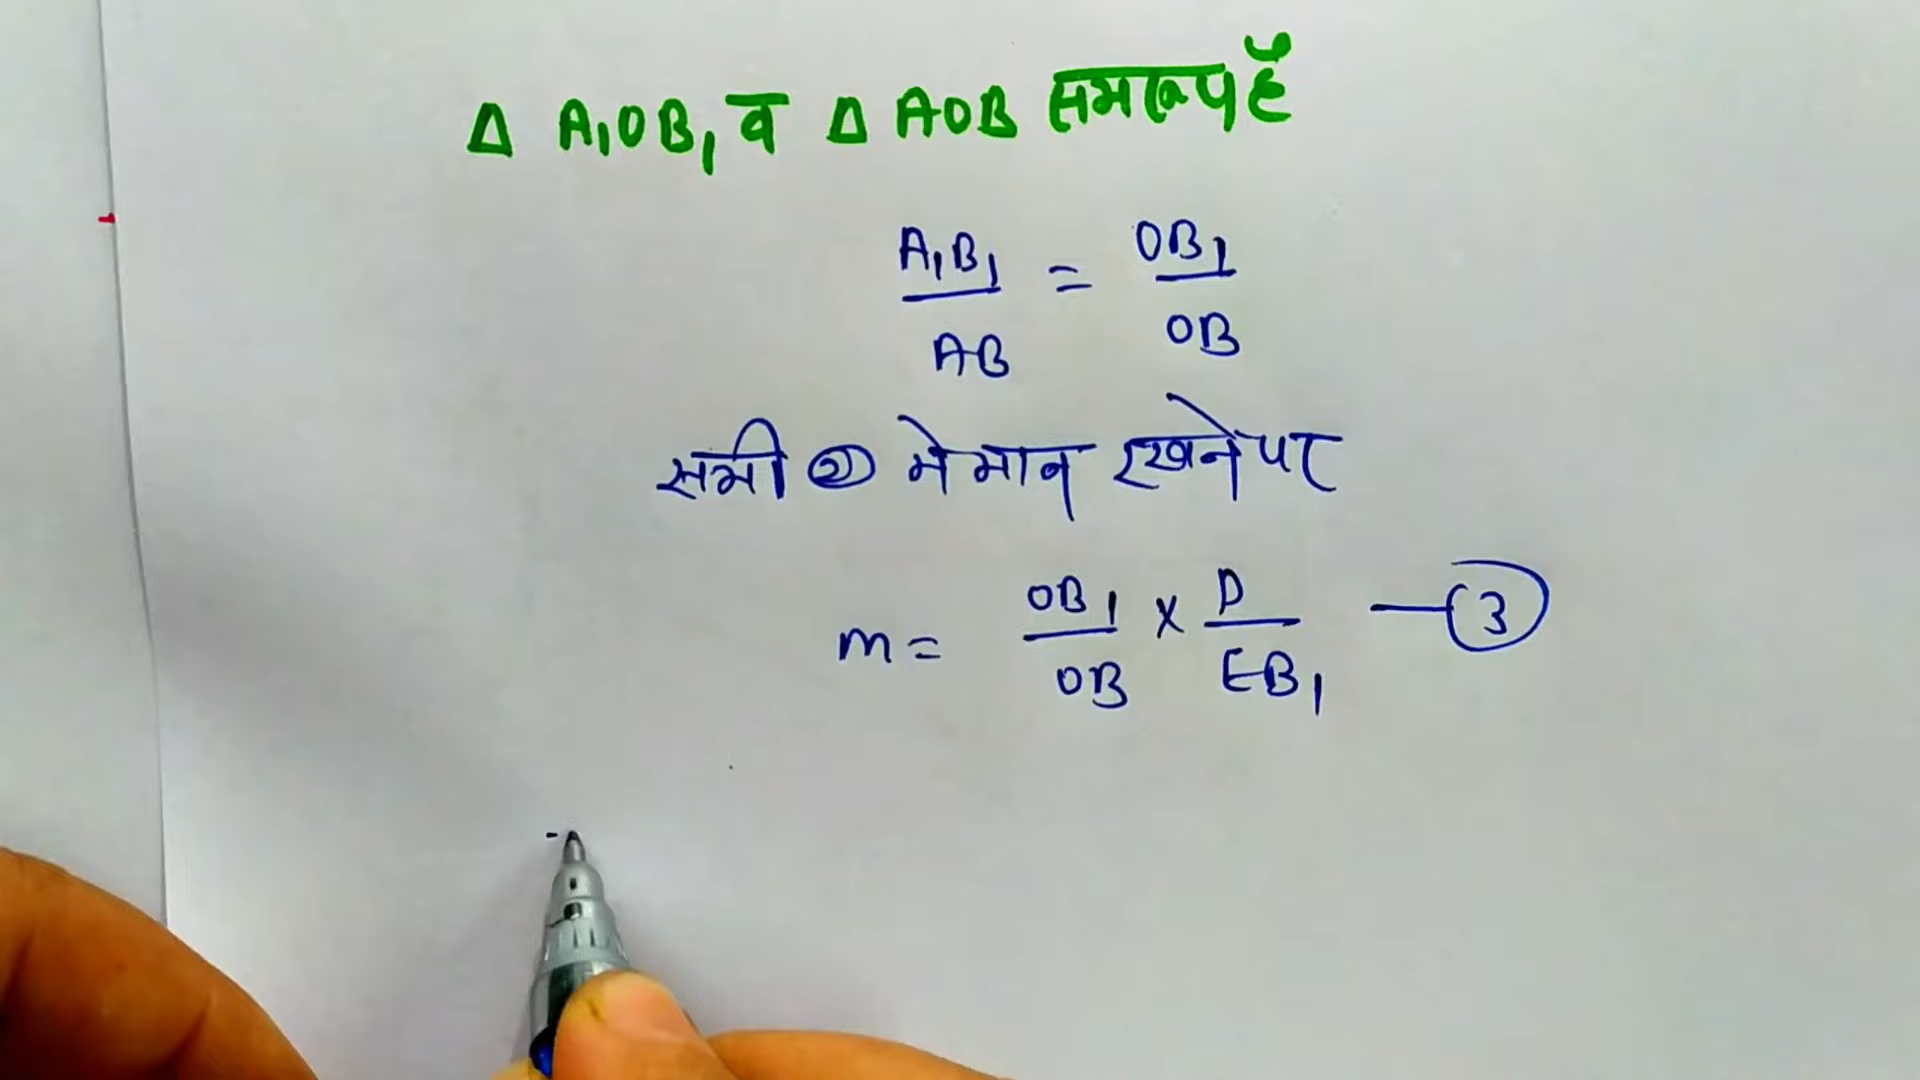 Δ A₁OB₁ व Δ AOB समरूप हैं
A₁B₁/AB = OB₁/OB
समी ② मे मान रखने पर
m = OB₁/OB × D/EB₁ —③